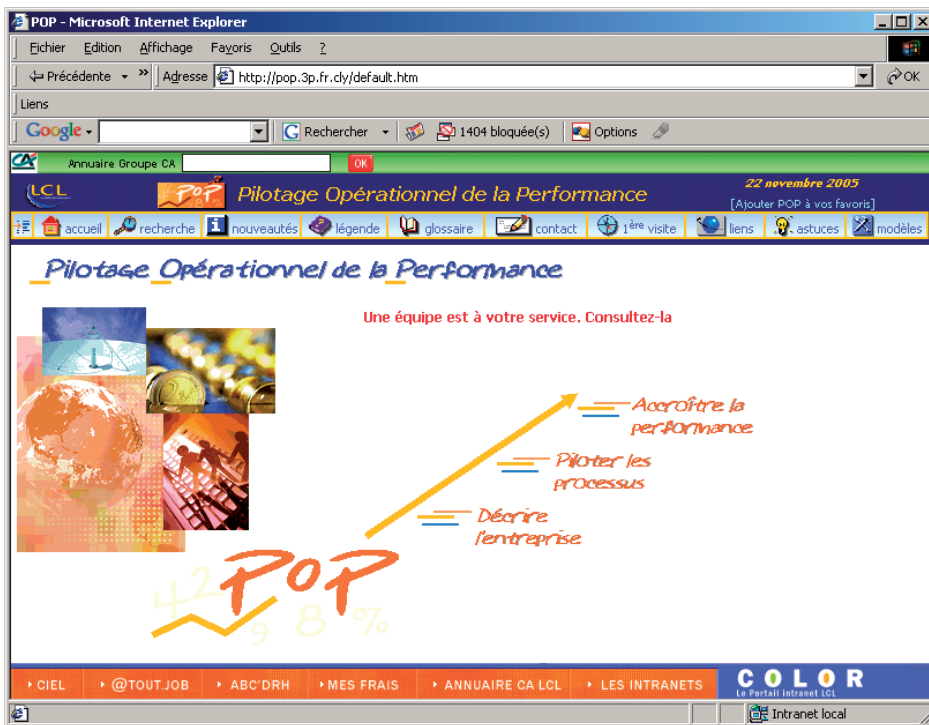 POP - Microsoft Internet Explorer
Fichier Edition Affichage Favoris Outils ?
Précédente » Adresse http://pop.3p.fr.cly/default.htm OK
Liens
Google Rechercher 1404 bloquée(s) Options
CA Annuaire Groupe CA OK
LCL POP Pilotage Opérationnel de la Performance 22 novembre 2005
[Ajouter POP à vos favoris]
accueil recherche nouveautés légende glossaire contact 1ère visite liens astuces modèles
Pilotage Opérationnel de la Performance
Une équipe est à votre service. Consultez-la
Accroître la
performance
Piloter les
processus
Décrire
l'entreprise
POP
42 9 8 %
CIEL @TOUT.JOB ABC'DRH MES FRAIS ANNUAIRE CA LCL LES INTRANETS COLOR
Le Portail intranet LCL
Intranet local